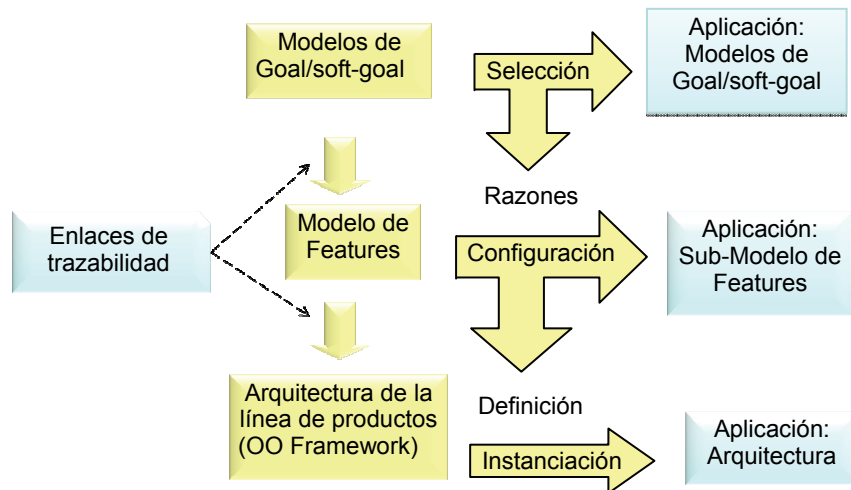 Modelos de
Goal/soft-goal
Selección
Aplicación:
Modelos de
Goal/soft-goal
Razones
Enlaces de
trazabilidad
Modelo de
Features
Configuración
Aplicación:
Sub-Modelo de
Features
Arquitectura de la
línea de productos
(OO Framework)
Definición
Instanciación
Aplicación:
Arquitectura